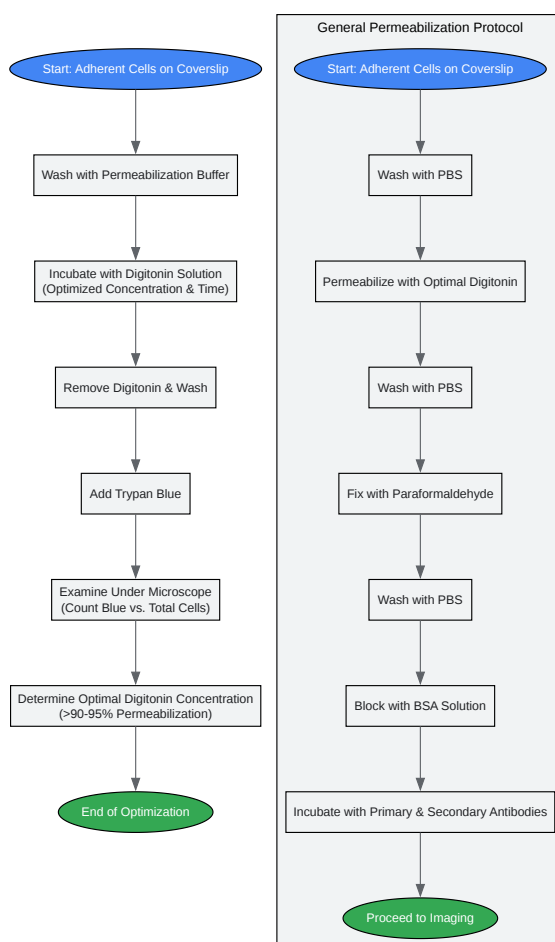 Start: Adherent Cells on Coverslip
Wash with Permeabilization Buffer
Incubate with Digitonin Solution
(Optimized Concentration & Time)
Remove Digitonin & Wash
Add Trypan Blue
Examine Under Microscope
(Count Blue vs. Total Cells)
Determine Optimal Digitonin Concentration
(>90-95% Permeabilization)
End of Optimization
General Permeabilization Protocol
Start: Adherent Cells on Coverslip
Wash with PBS
Permeabilize with Optimal Digitonin
Wash with PBS
Fix with Paraformaldehyde
Wash with PBS
Block with BSA Solution
Incubate with Primary & Secondary Antibodies
Proceed to Imaging